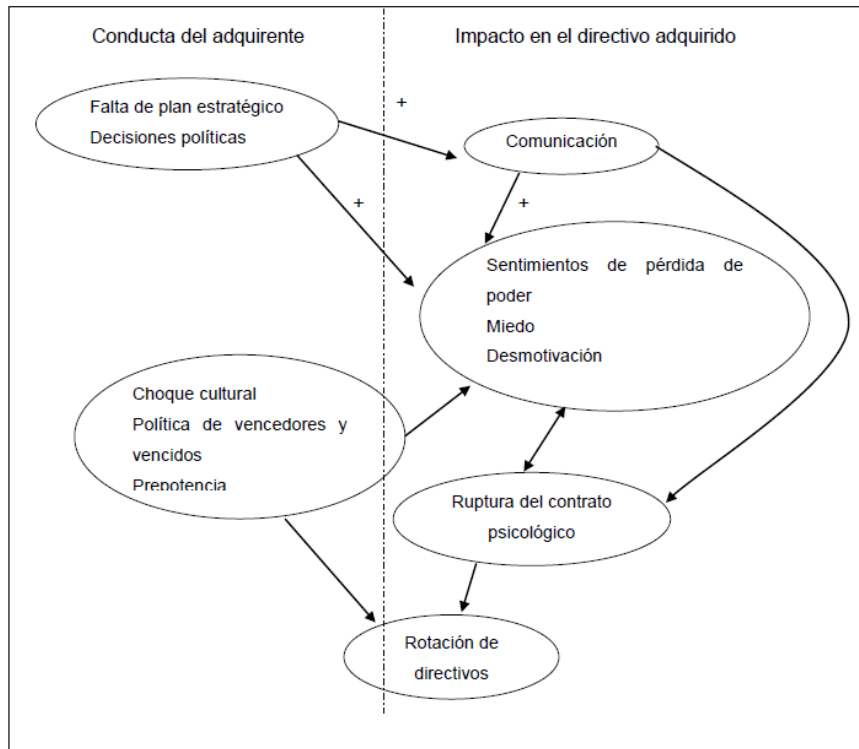 Conducta del adquirente
Impacto en el directivo adquirido
Falta de plan estratégico
Decisiones políticas
+
Comunicación
+
+
Sentimientos de pérdida de
poder
Miedo
Desmotivación
Choque cultural
Política de vencedores y
vencidos
Prepotencia
Ruptura del contrato
psicológico
Rotación de
directivos